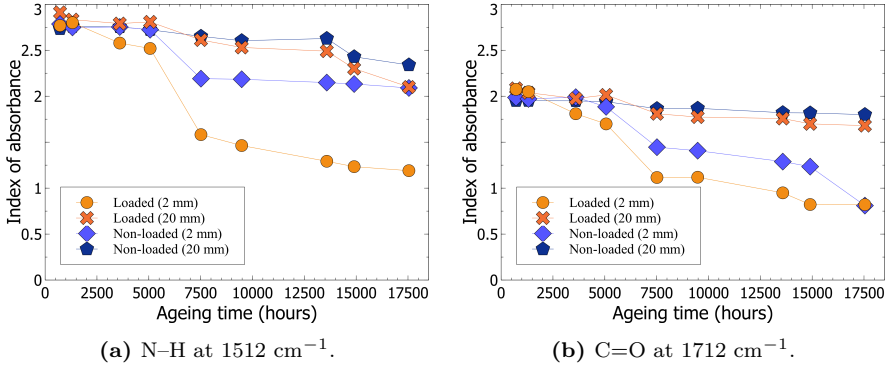 Index of absorbance
3
2.5
2
1
0.5
0
Loaded (2 mm)
Loaded (20 mm)
Non-loaded (2 mm)
Non-loaded (20 mm)
0 2500 5000 7500 10000 12500 15000 17500
Ageing time (hours)
(a) N–H at 1512 cm⁻¹.
Index of absorbance
3
2.5
2
1
0.5
0
Loaded (2 mm)
Loaded (20 mm)
Non-loaded (2 mm)
Non-loaded (20 mm)
0 2500 5000 7500 10000 12500 15000 17500
Ageing time (hours)
(b) C=O at 1712 cm⁻¹.